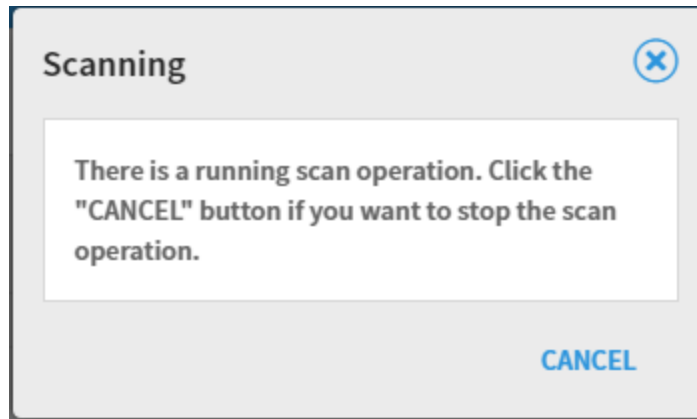 Scanning
There is a running scan operation. Click the
"CANCEL" button if you want to stop the scan
operation.
CANCEL